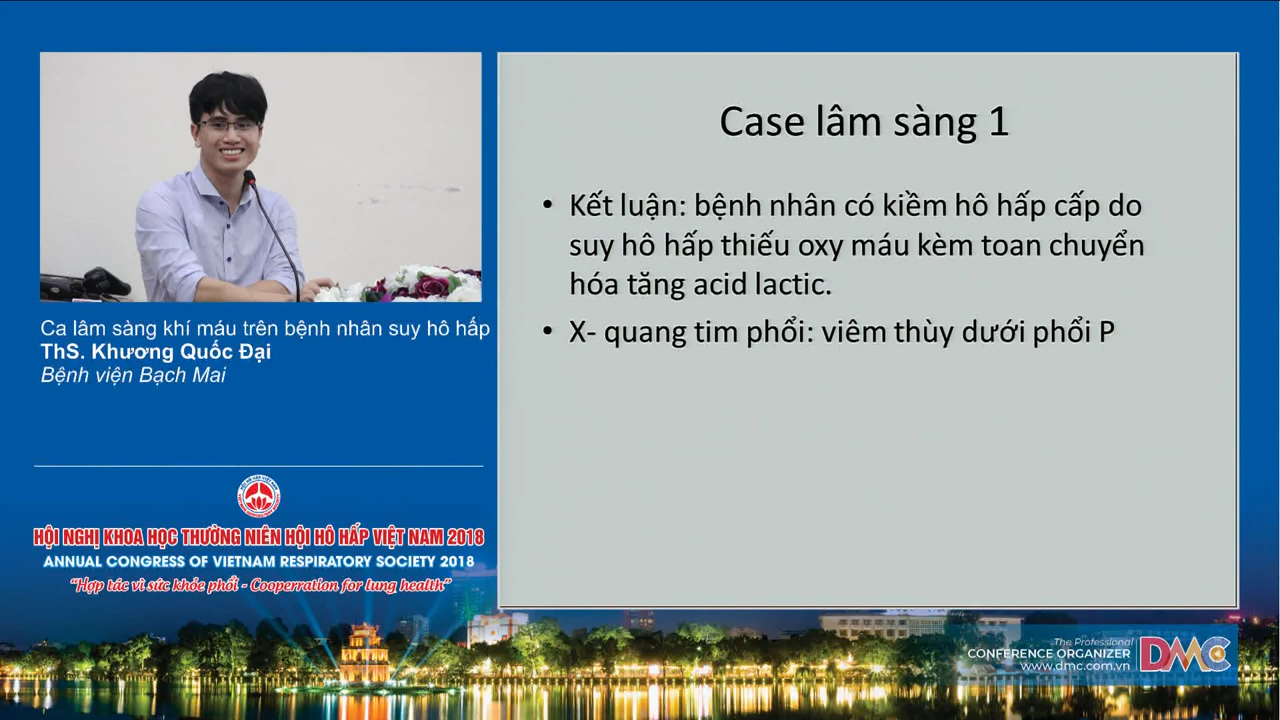 Ca lâm sàng khí máu trên bệnh nhân suy hô hấp
ThS. Khương Quốc Đại
Bệnh viện Bạch Mai
HỘI NGHỊ KHOA HỌC THƯỜNG NIÊN HỘI HÔ HẤP VIỆT NAM 2018
ANNUAL CONGRESS OF VIETNAM RESPIRATORY SOCIETY 2018
“Hợp tác vì sức khỏe phổi - Cooperration for lung health”
Case lâm sàng 1
• Kết luận: bệnh nhân có kiềm hô hấp cấp do
suy hô hấp thiếu oxy máu kèm toan chuyển
hóa tăng acid lactic.
• X- quang tim phổi: viêm thùy dưới phổi P
The Professional
CONFERENCE ORGANIZER
www.dmc.com.vn
DMC